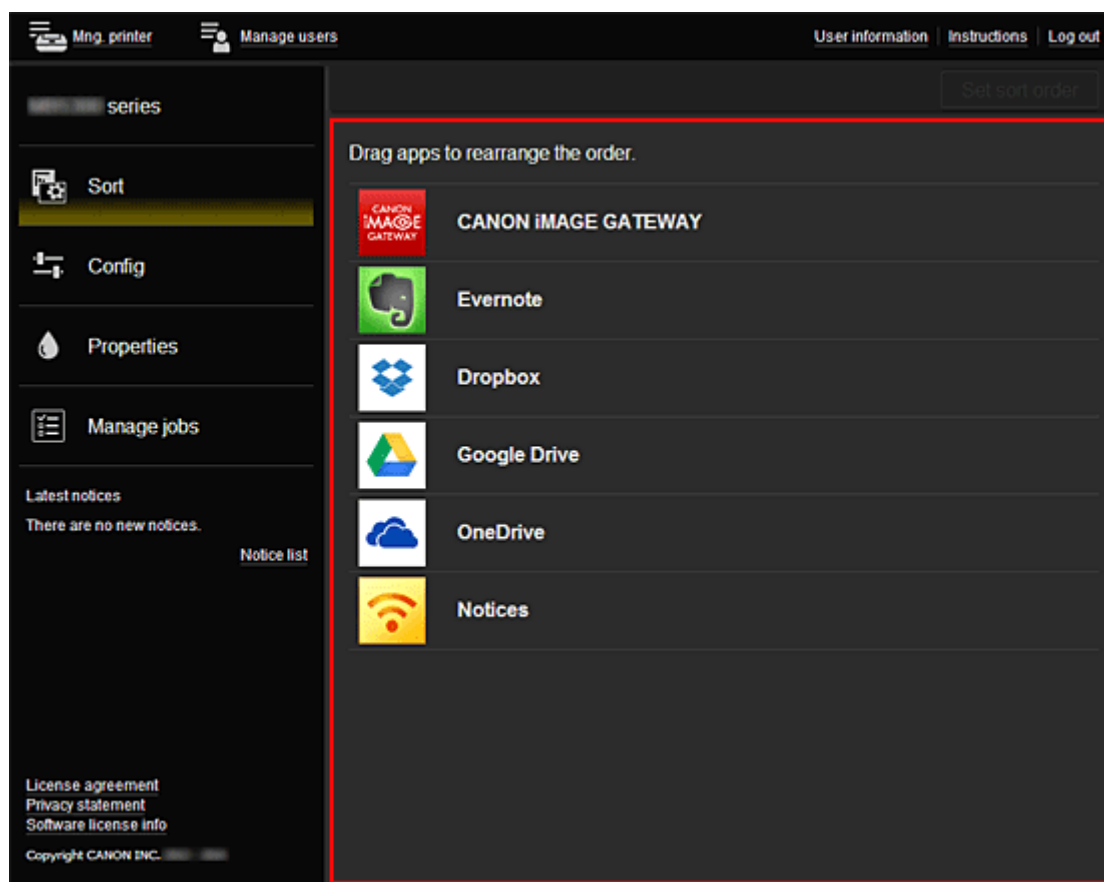 Mng. printer
Manage users
User information
Instructions
Log out
series
Set sort order
Sort
Config
Properties
Manage jobs
Latest notices
There are no new notices.
Notice list
License agreement
Privacy statement
Software license info
Copyright CANON INC.
Drag apps to rearrange the order.
CANON
iMAGE
GATEWAY
CANON iMAGE GATEWAY
Evernote
Dropbox
Google Drive
OneDrive
Notices